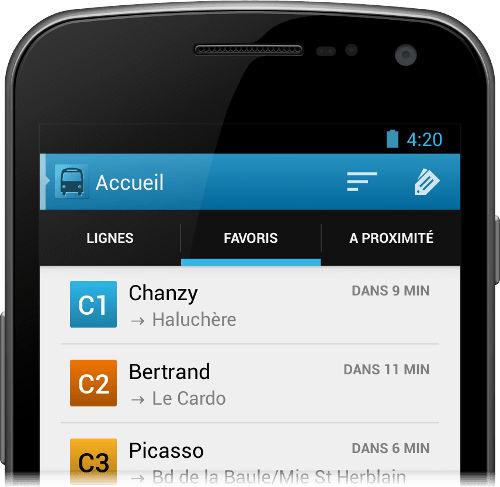 4:20
Accueil
LIGNES FAVORIS A PROXIMITÉ
C1 Chanzy DANS 9 MIN
→ Haluchère
C2 Bertrand DANS 11 MIN
→ Le Cardo
C3 Picasso DANS 6 MIN
→ Bd de la Baule/Mie St Herblain